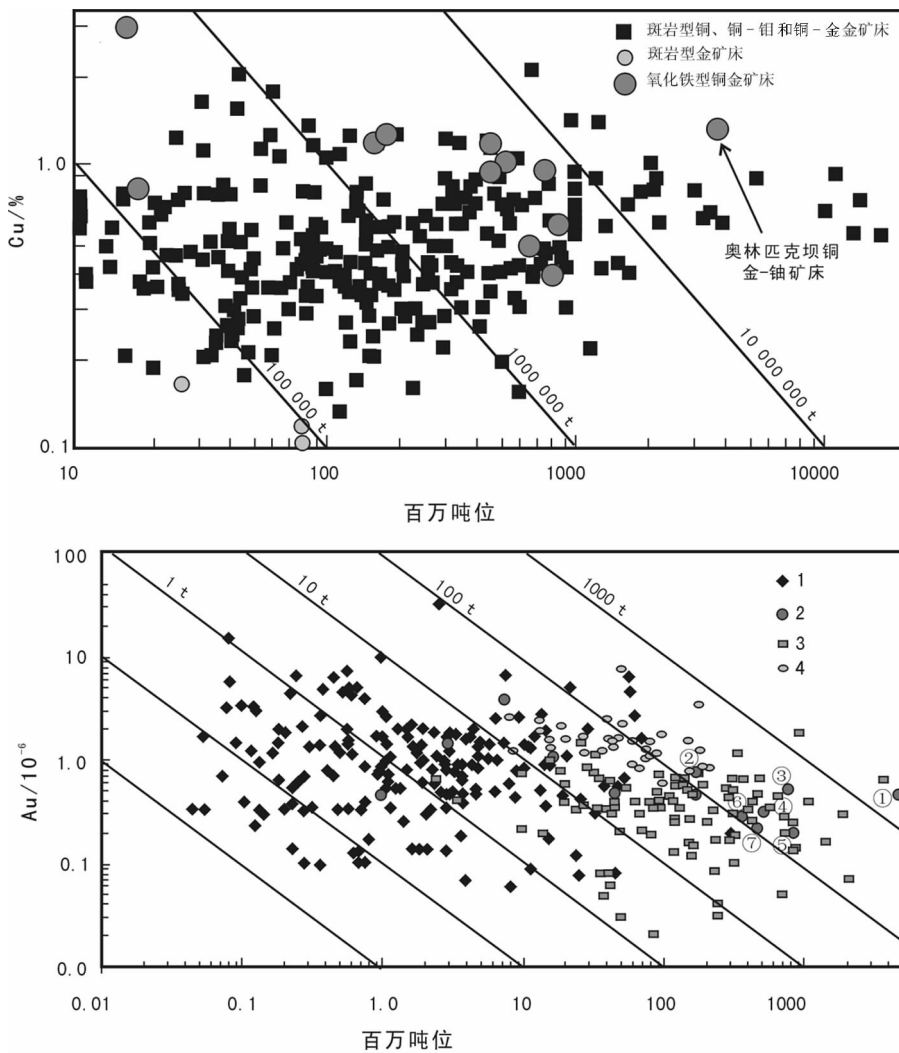 斑岩型铜、铜-钼和铜-金金矿床
斑岩型金矿床
氧化铁型铜金矿床
Cu/%
1.0
0.1
奥林匹克坝铜
金-铀矿床
100 000 t
1000 000 t
10 000 000 t
10
100
1000
10000
百万吨位
Au/10⁻⁶
100
10
1.0
0.1
0.0
1 t
10 t
100 t
1000 t
1
2
3
4
②
③
①
⑥
④
⑦
⑤
0.01
0.1
1.0
10
100
1000
百万吨位